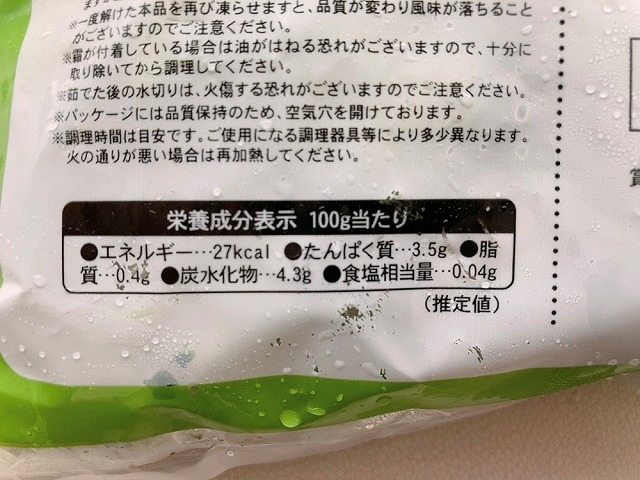 ※一度解けた本品を再び凍らせますと、品質が変わり風味が落ちること
がございますのでご注意ください。
※霜が付着している場合は油がはねる恐れがございますので、十分に
取り除いてから調理してください。
※茹でた後の水切りは、火傷する恐れがございますのでご注意ください。
※パッケージには品質保持のため、空気穴を開けております。
※調理時間は目安です。ご使用になる調理器具等により多少異なります。
火の通りが悪い場合は再加熱してください。
栄養成分表示 100g当たり
●エネルギー…27kcal ●たんぱく質…3.5g ●脂
質…0.4g ●炭水化物…4.3g ●食塩相当量…0.04g
(推定値)